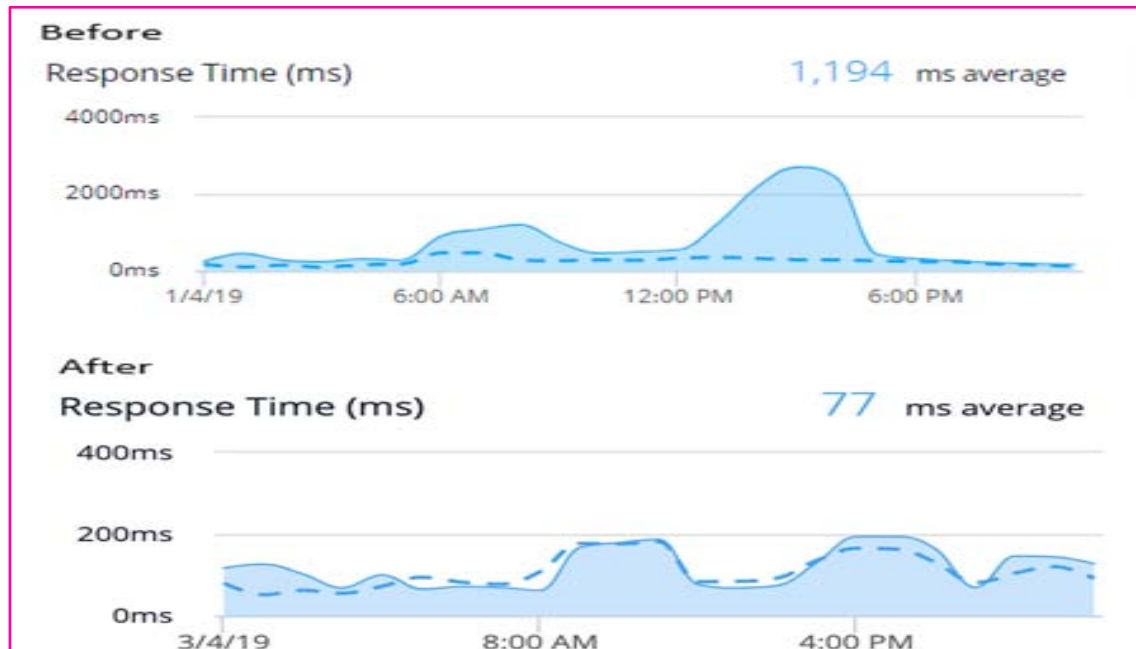 Before
Response Time (ms) 1,194 ms average
4000ms
2000ms
0ms
1/4/19 6:00 AM 12:00 PM 6:00 PM
After
Response Time (ms) 77 ms average
400ms
200ms
0ms
3/4/19 8:00 AM 4:00 PM